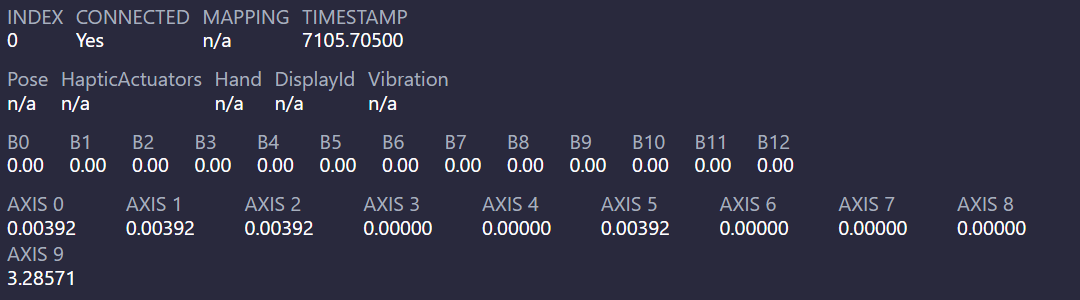 INDEX CONNECTED MAPPING TIMESTAMP
0 Yes n/a 7105.70500
Pose HapticActuators Hand DisplayId Vibration
n/a n/a n/a n/a n/a
B0 B1 B2 B3 B4 B5 B6 B7 B8 B9 B10 B11 B12
0.00 0.00 0.00 0.00 0.00 0.00 0.00 0.00 0.00 0.00 0.00 0.00 0.00
AXIS 0 AXIS 1 AXIS 2 AXIS 3 AXIS 4 AXIS 5 AXIS 6 AXIS 7 AXIS 8
0.00392 0.00392 0.00392 0.00000 0.00000 0.00392 0.00000 0.00000 0.00000
AXIS 9
3.28571